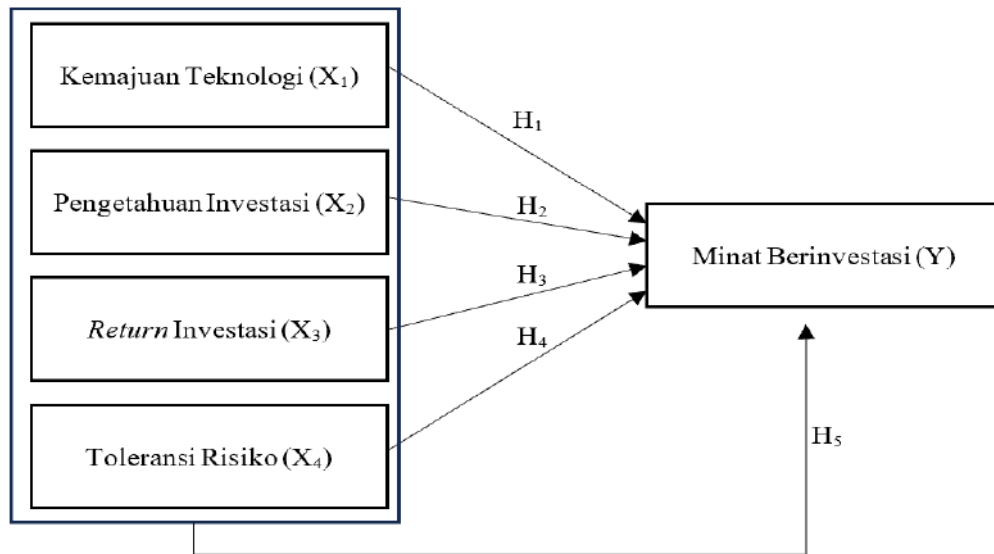 Kemajuan Teknologi (X₁)
H₁
Pengetahuan Investasi (X₂)
H₂
Minat Berinvestasi (Y)
H₃
Return Investasi (X₃)
H₄
Toleransi Risiko (X₄)
H₅